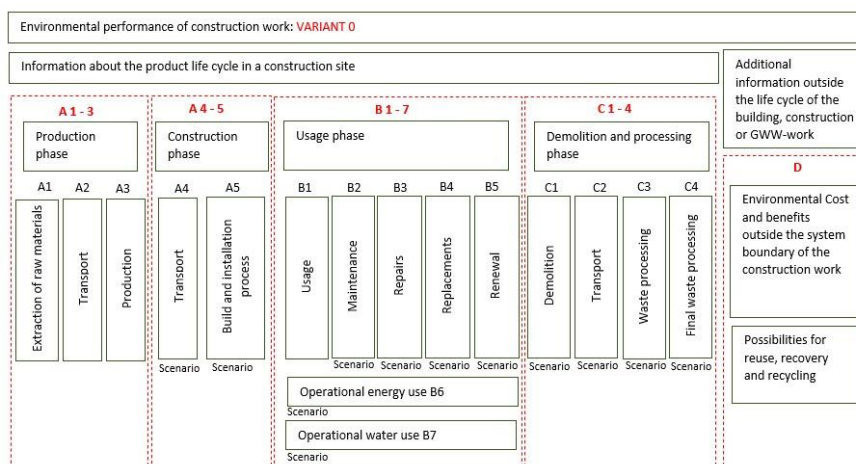 Environmental performance of construction work: VARIANT 0
Information about the product life cycle in a construction site
Additional
information outside
the life cycle of the
building, construction
or GWW-work
A 1 - 3
A 4 - 5
B 1 - 7
C 1 - 4
Production
phase
Construction
phase
Usage phase
Demolition and processing
phase
D
A1
A2
A3
A4
A5
B1
B2
B3
B4
B5
C1
C2
C3
C4
Extraction of raw materials
Transport
Production
Transport
Build and installation
process
Usage
Maintenance
Repairs
Replacements
Renewal
Demolition
Transport
Waste processing
Final waste processing
Environmental Cost
and benefits
outside the system
boundary of the
construction work
Possibilities for
reuse, recovery
and recycling
Scenario
Scenario
Scenario
Scenario
Scenario
Scenario
Scenario
Scenario
Scenario
Scenario
Operational energy use B6
Scenario
Operational water use B7
Scenario